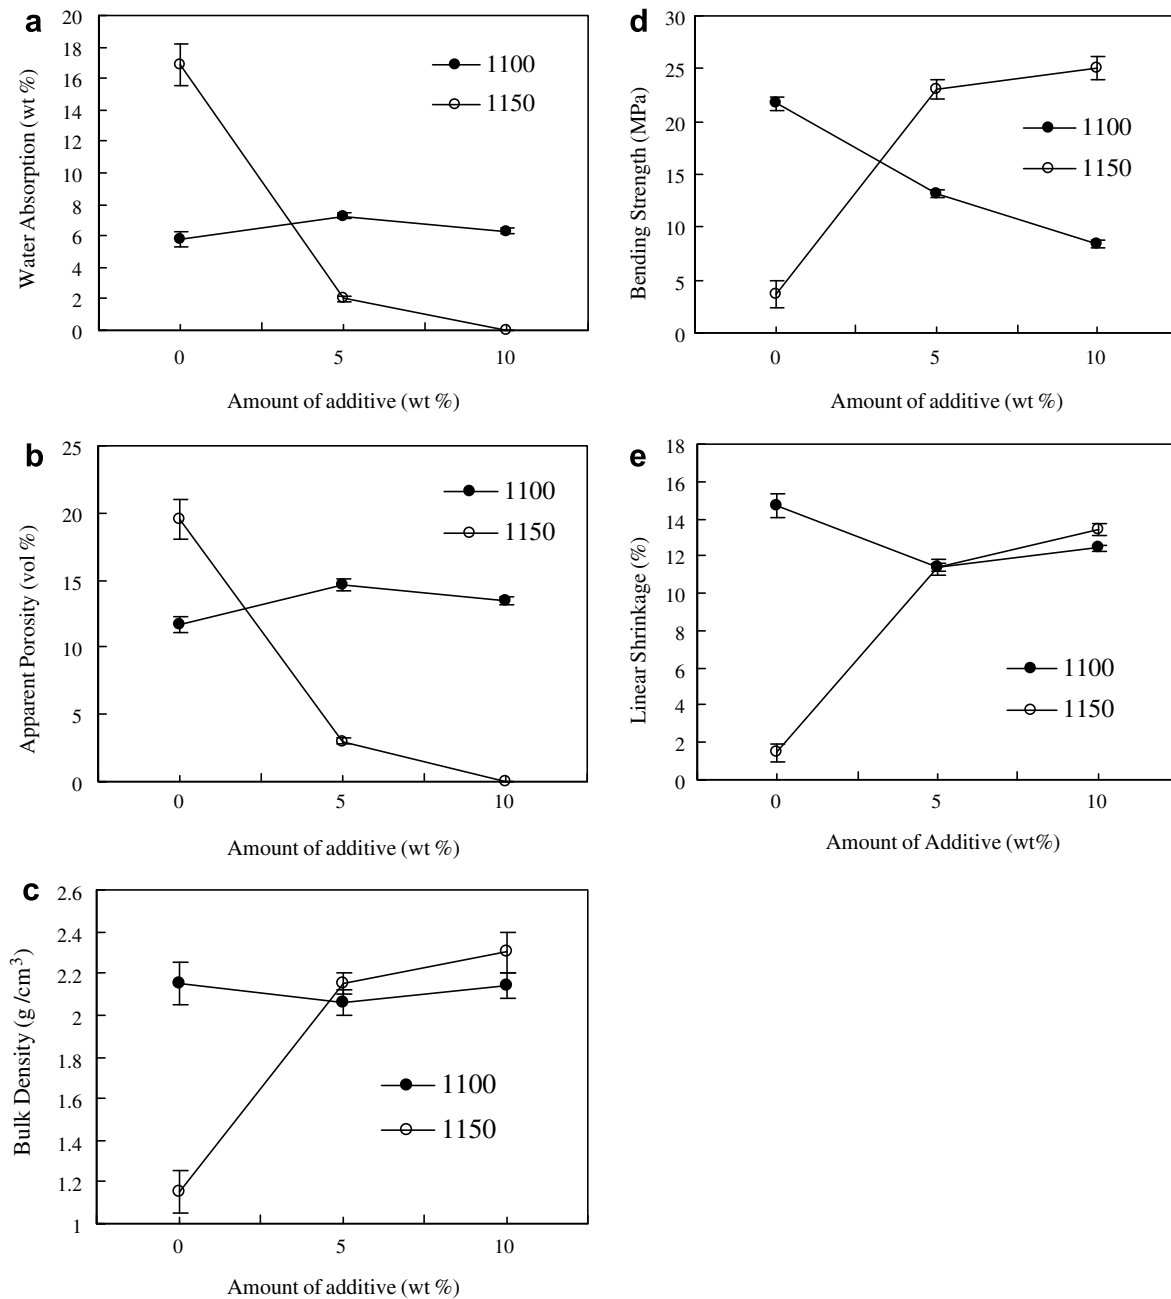 a
20
18
16
14
12
10
8
6
4
2
0
Water Absorption (wt %)
1100
1150
0 5 10
Amount of additive (wt %)
b
25
20
15
10
5
0
Apparent Porosity (vol %)
1100
1150
0 5 10
Amount of additive (wt %)
c
2.6
2.4
2.2
2
1.8
1.6
1.4
1.2
1
Bulk Density (g /cm³)
1100
1150
0 5 10
Amount of additive (wt %)
d
30
25
20
15
10
5
0
Bending Strength (MPa)
1100
1150
0 5 10
Amount of additive (wt %)
e
18
16
14
12
10
8
6
4
2
0
Linear Shrinkage (%)
1100
1150
0 5 10
Amount of Additive (wt%)